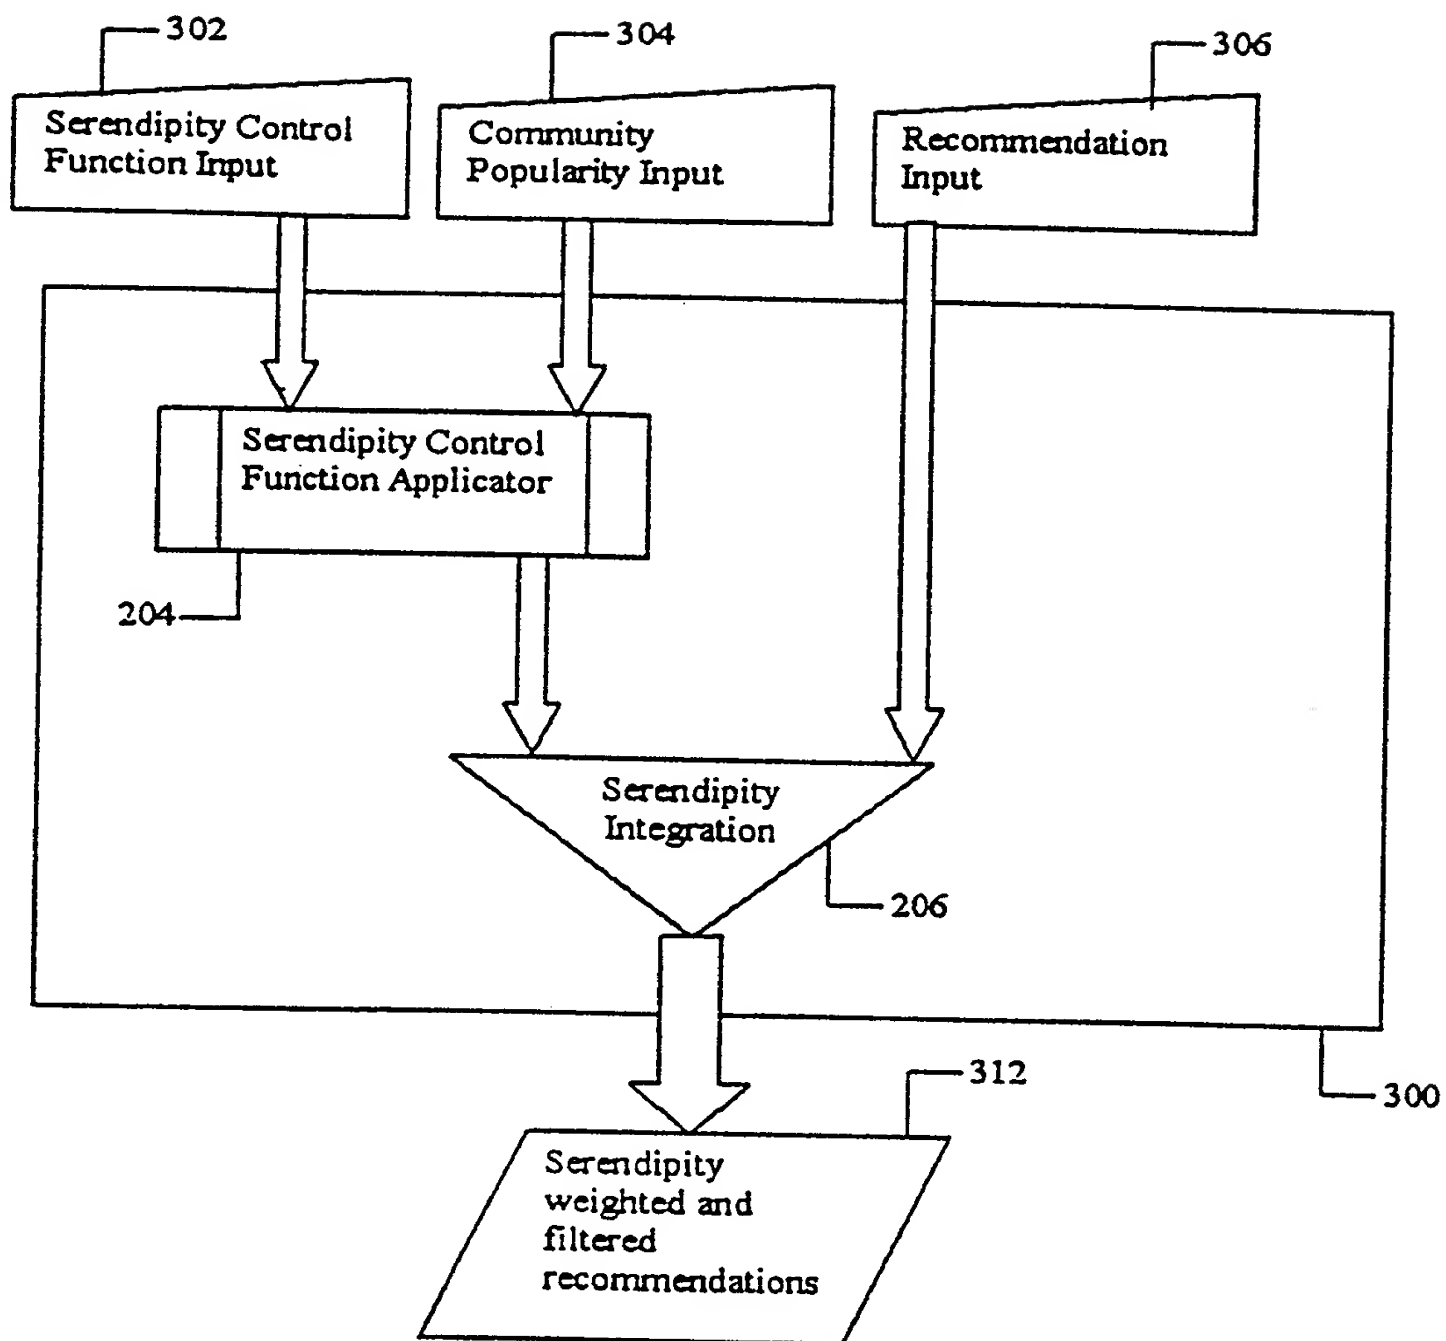 302
304
306
Serendipity Control
Function Input
Community
Popularity Input
Recommendation
Input
Serendipity Control
Function Applicator
204
Serendipity
Integration
206
300
312
Serendipity
weighted and
filtered
recommendations